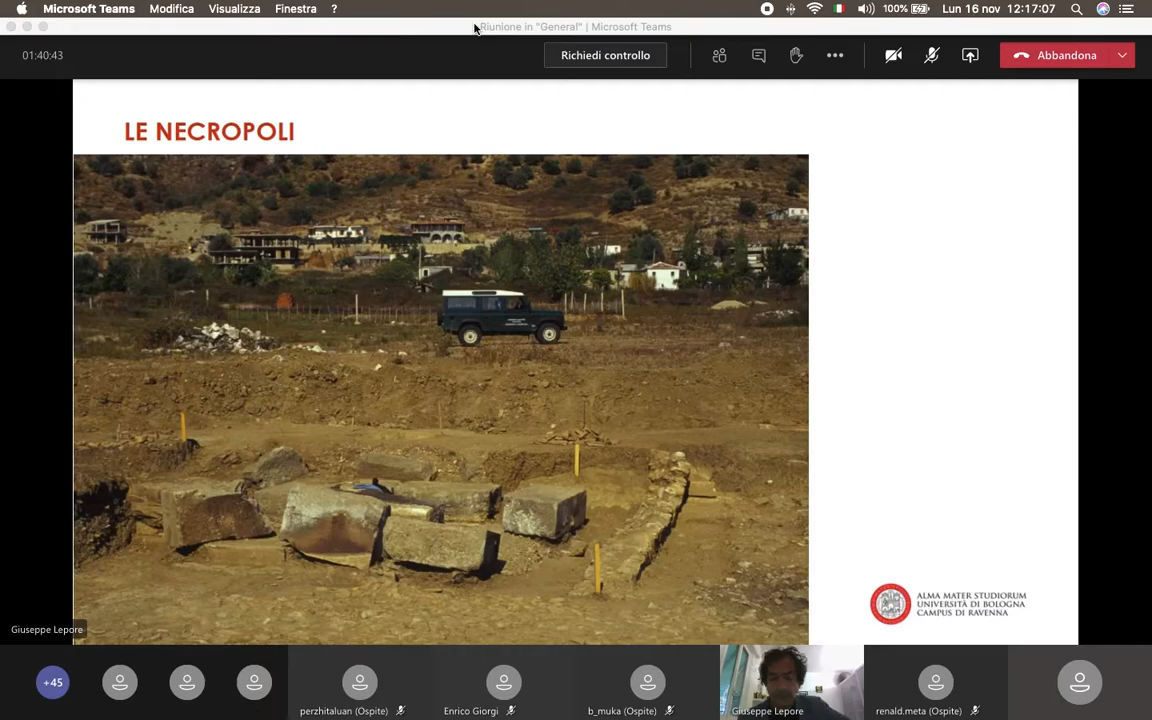 Microsoft Teams Modifica Visualizza Finestra ? 100% Lun 16 nov 12:17:07
Riunione in "General" | Microsoft Teams
01:40:43 Richiedi controllo Abbandona
LE NECROPOLI
ALMA MATER STUDIORUM
UNIVERSITÀ DI BOLOGNA
CAMPUS DI RAVENNA
Giuseppe Lepore
+45
perzhitaluan (Ospite) Enrico Giorgi b_muka (Ospite) Giuseppe Lepore renald.meta (Ospite)